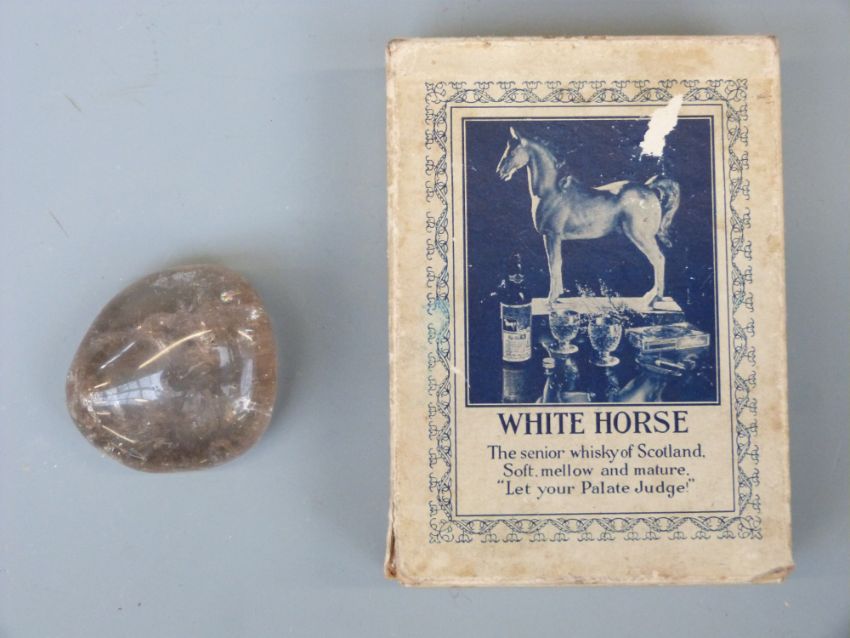 WHITE HORSE
The senior whisky of Scotland.
Soft, mellow and mature.
"Let your Palate Judge!"